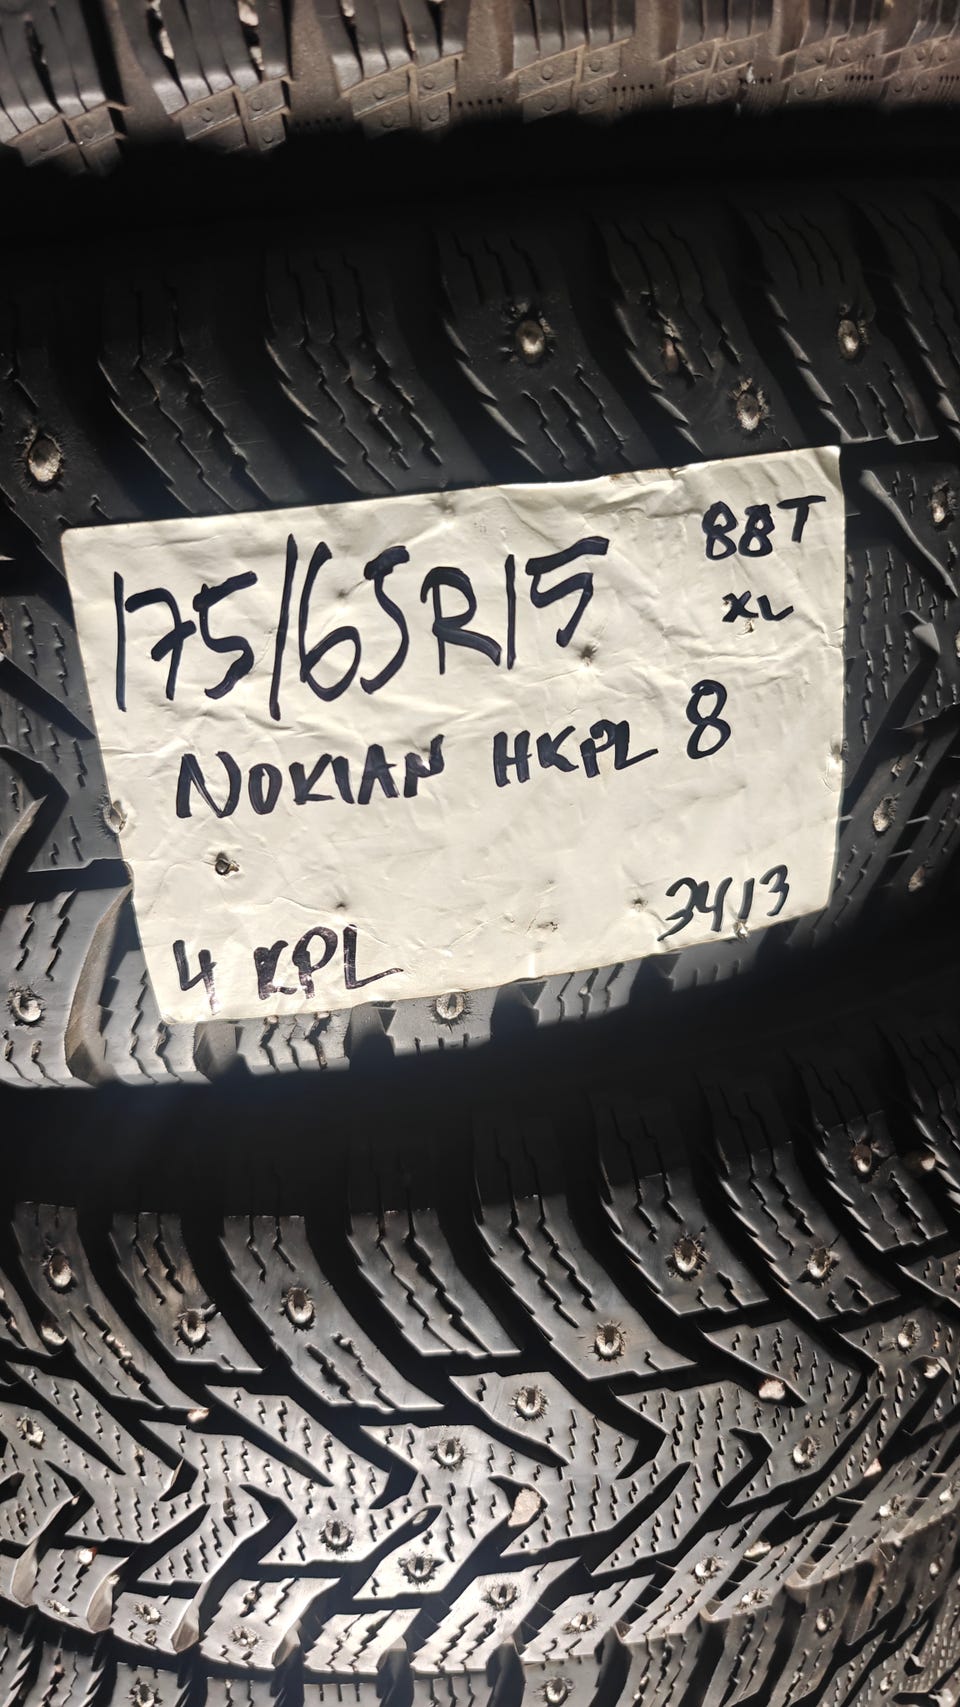 175/65R15 88T
XL
NOKIAN HKPL 8
4 KPL 3413